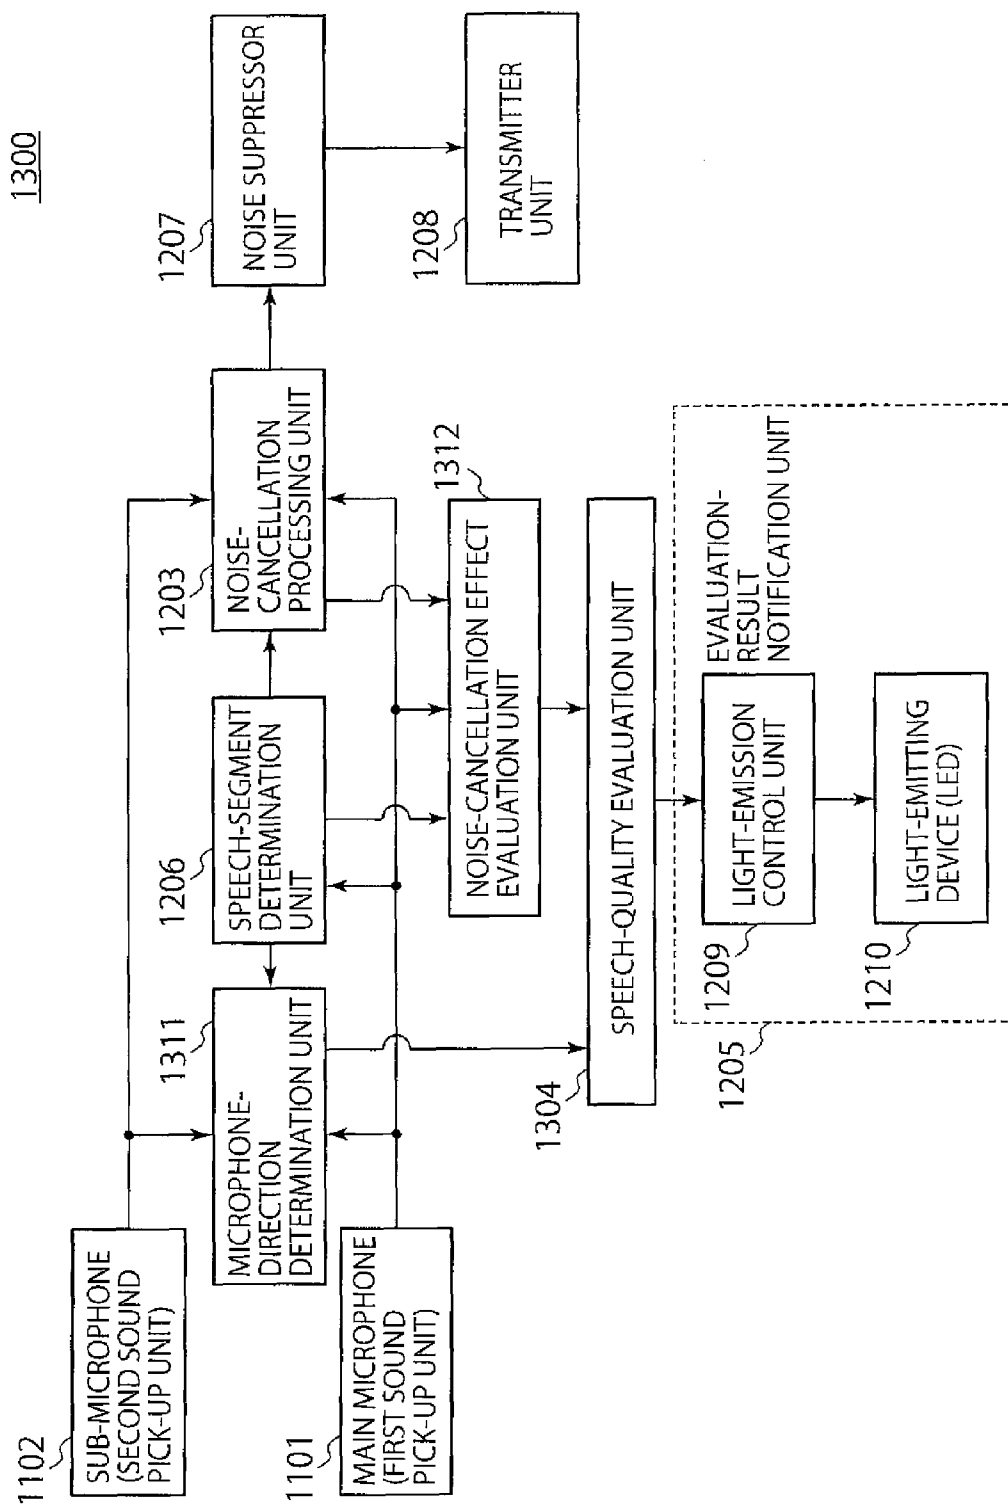 1300
1102
SUB-MICROPHONE
(SECOND SOUND
PICK-UP UNIT)
1101
MAIN MICROPHONE
(FIRST SOUND
PICK-UP UNIT)
1311
MICROPHONE-
DIRECTION
DETERMINATION UNIT
1206
SPEECH-SEGMENT
DETERMINATION
UNIT
1203
NOISE-
CANCELLATION
PROCESSING UNIT
1207
NOISE SUPPRESSOR
UNIT
1208
TRANSMITTER
UNIT
1312
NOISE-CANCELLATION EFFECT
EVALUATION UNIT
1304
SPEECH-QUALITY EVALUATION UNIT
1205
EVALUATION-
RESULT
NOTIFICATION UNIT
1209
LIGHT-EMISSION
CONTROL UNIT
1210
LIGHT-EMITTING
DEVICE (LED)